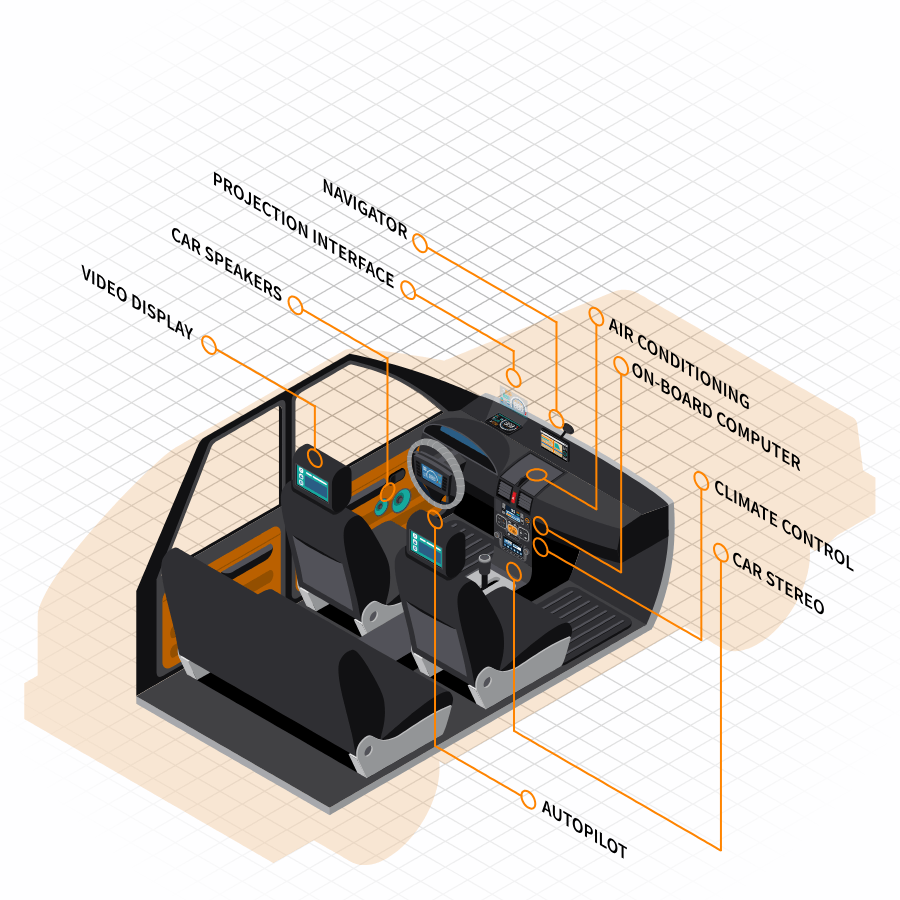 NAVIGATOR
PROJECTION INTERFACE
CAR SPEAKERS
VIDEO DISPLAY
AIR CONDITIONING
ON-BOARD COMPUTER
CLIMATE CONTROL
CAR STEREO
AUTOPILOT